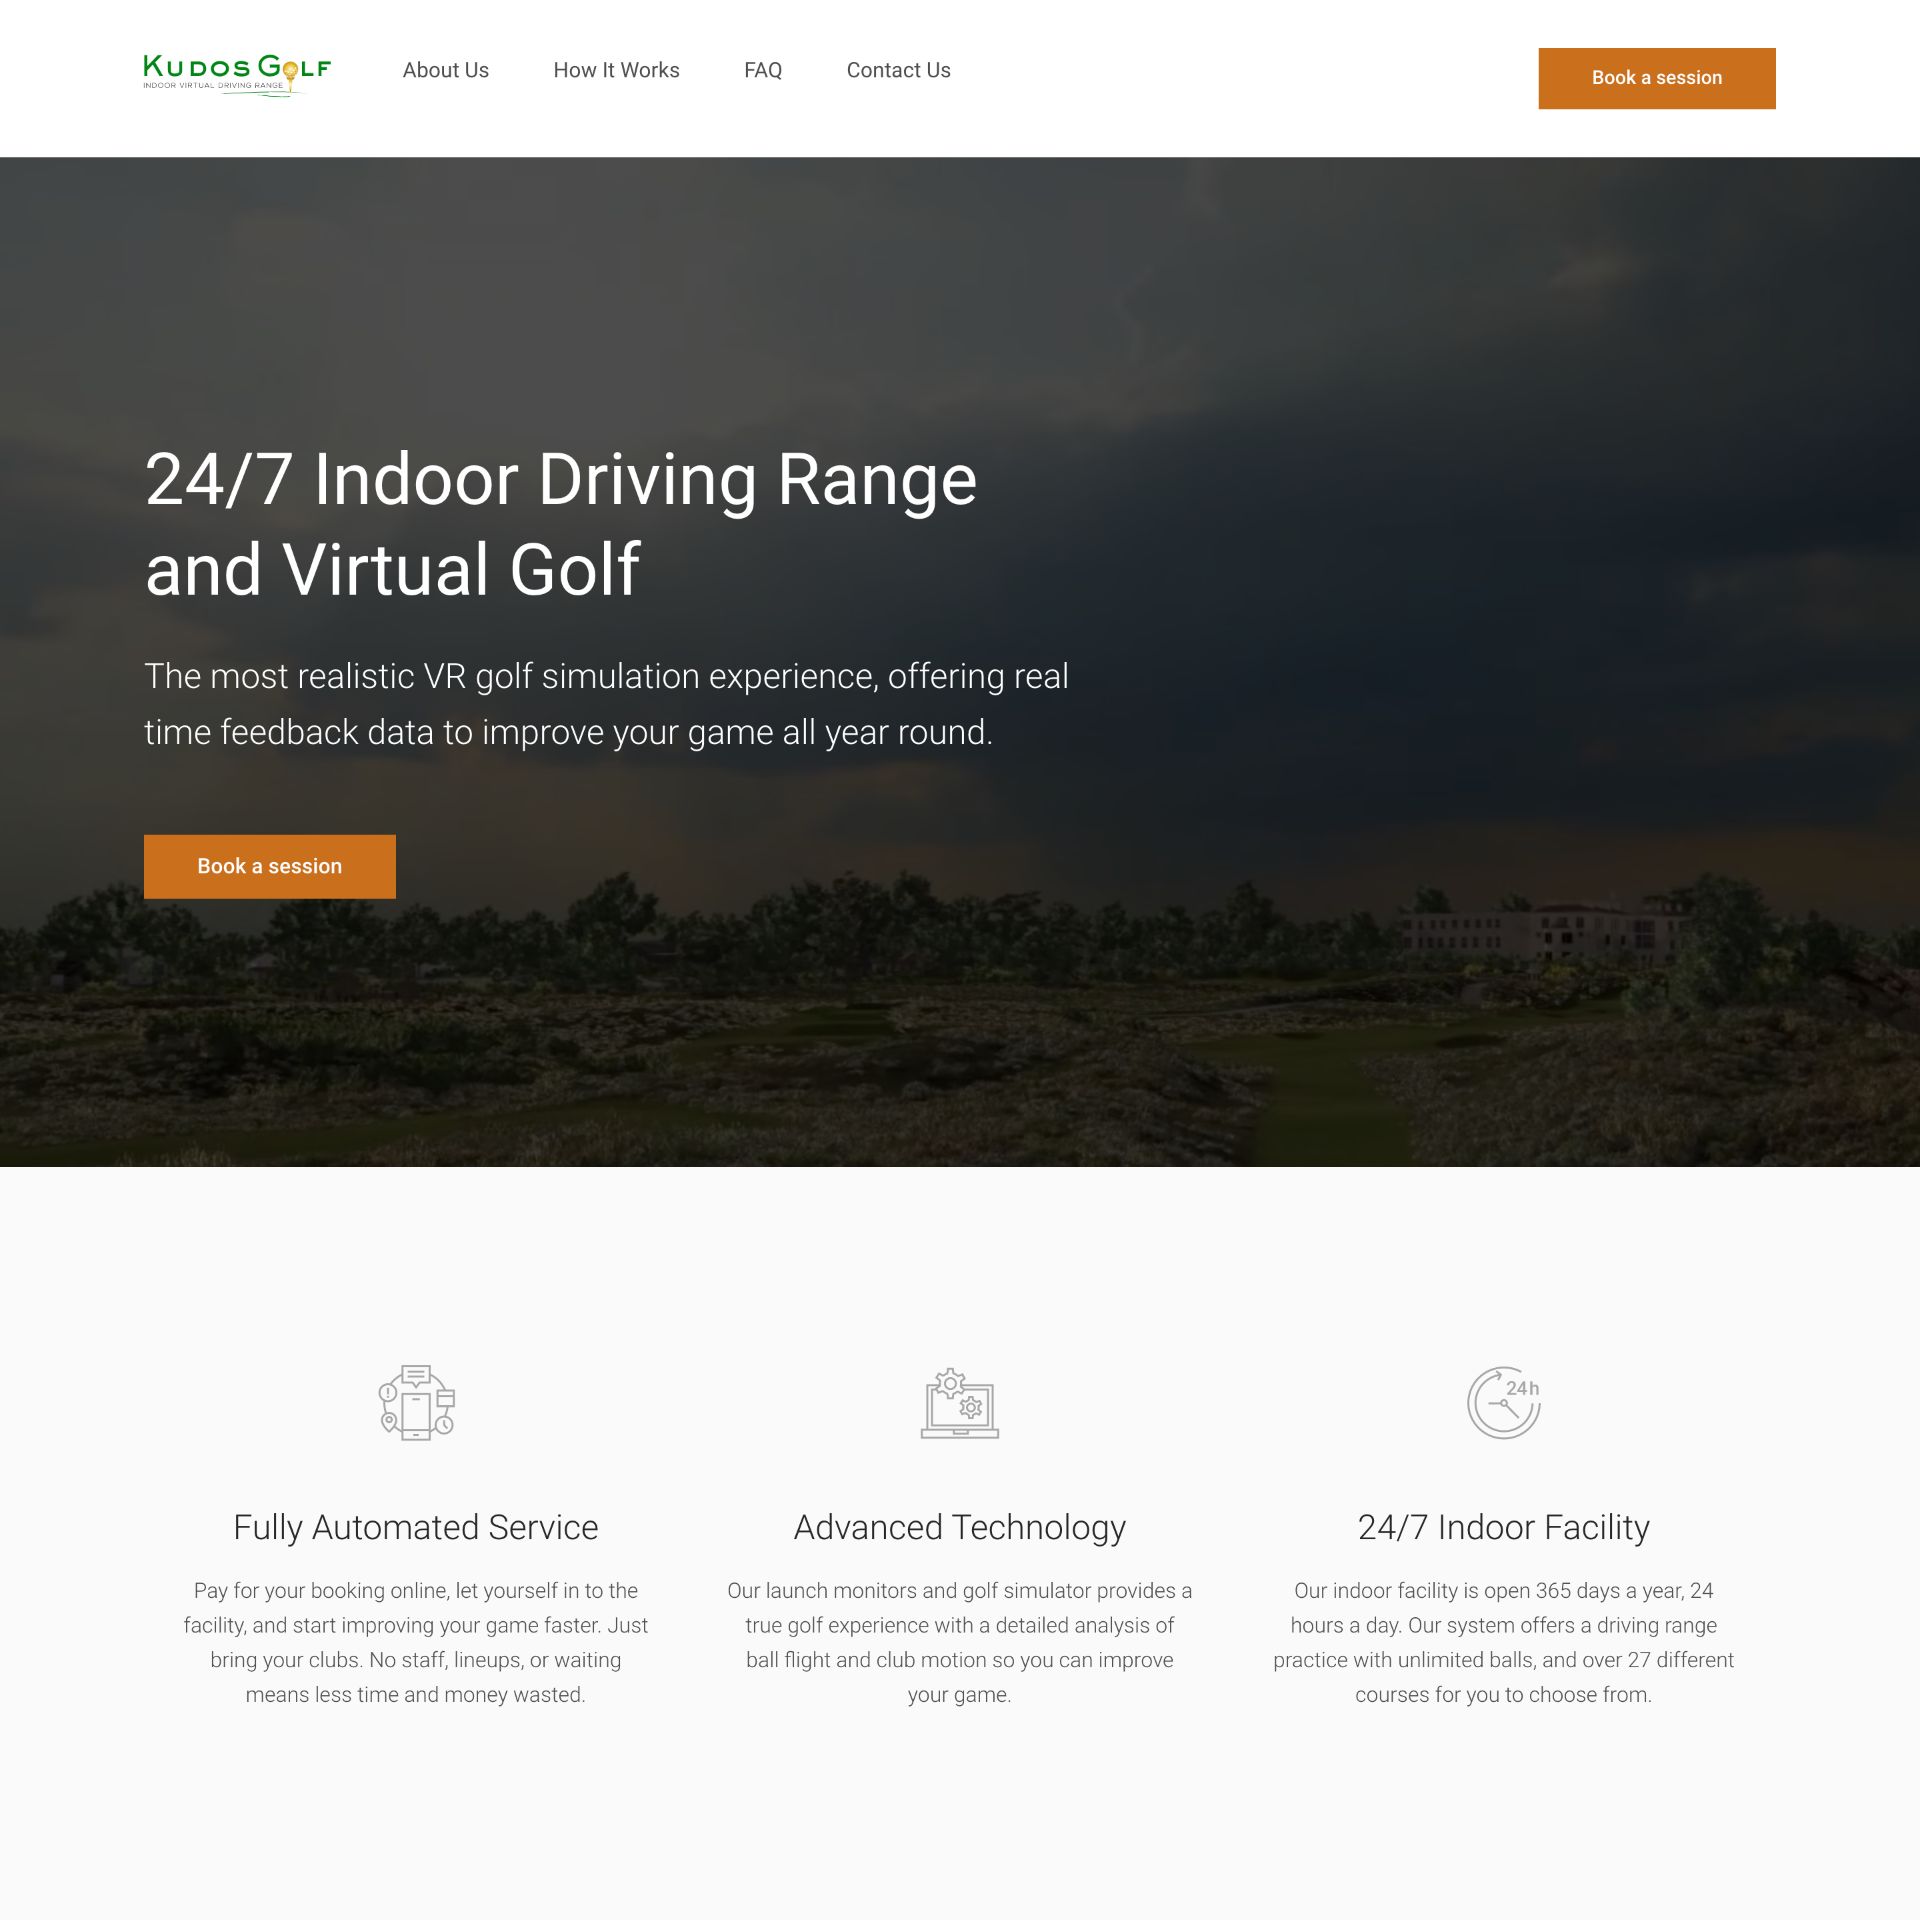 KUDOS GOLF
INDOOR VIRTUAL DRIVING RANGE
About Us
How It Works
FAQ
Contact Us
Book a session
24/7 Indoor Driving Range
and Virtual Golf
The most realistic VR golf simulation experience, offering real
time feedback data to improve your game all year round.
Book a session
24h
Fully Automated Service
Pay for your booking online, let yourself in to the
facility, and start improving your game faster. Just
bring your clubs. No staff, lineups, or waiting
means less time and money wasted.
Advanced Technology
Our launch monitors and golf simulator provides a
true golf experience with a detailed analysis of
ball flight and club motion so you can improve
your game.
24/7 Indoor Facility
Our indoor facility is open 365 days a year, 24
hours a day. Our system offers a driving range
practice with unlimited balls, and over 27 different
courses for you to choose from.